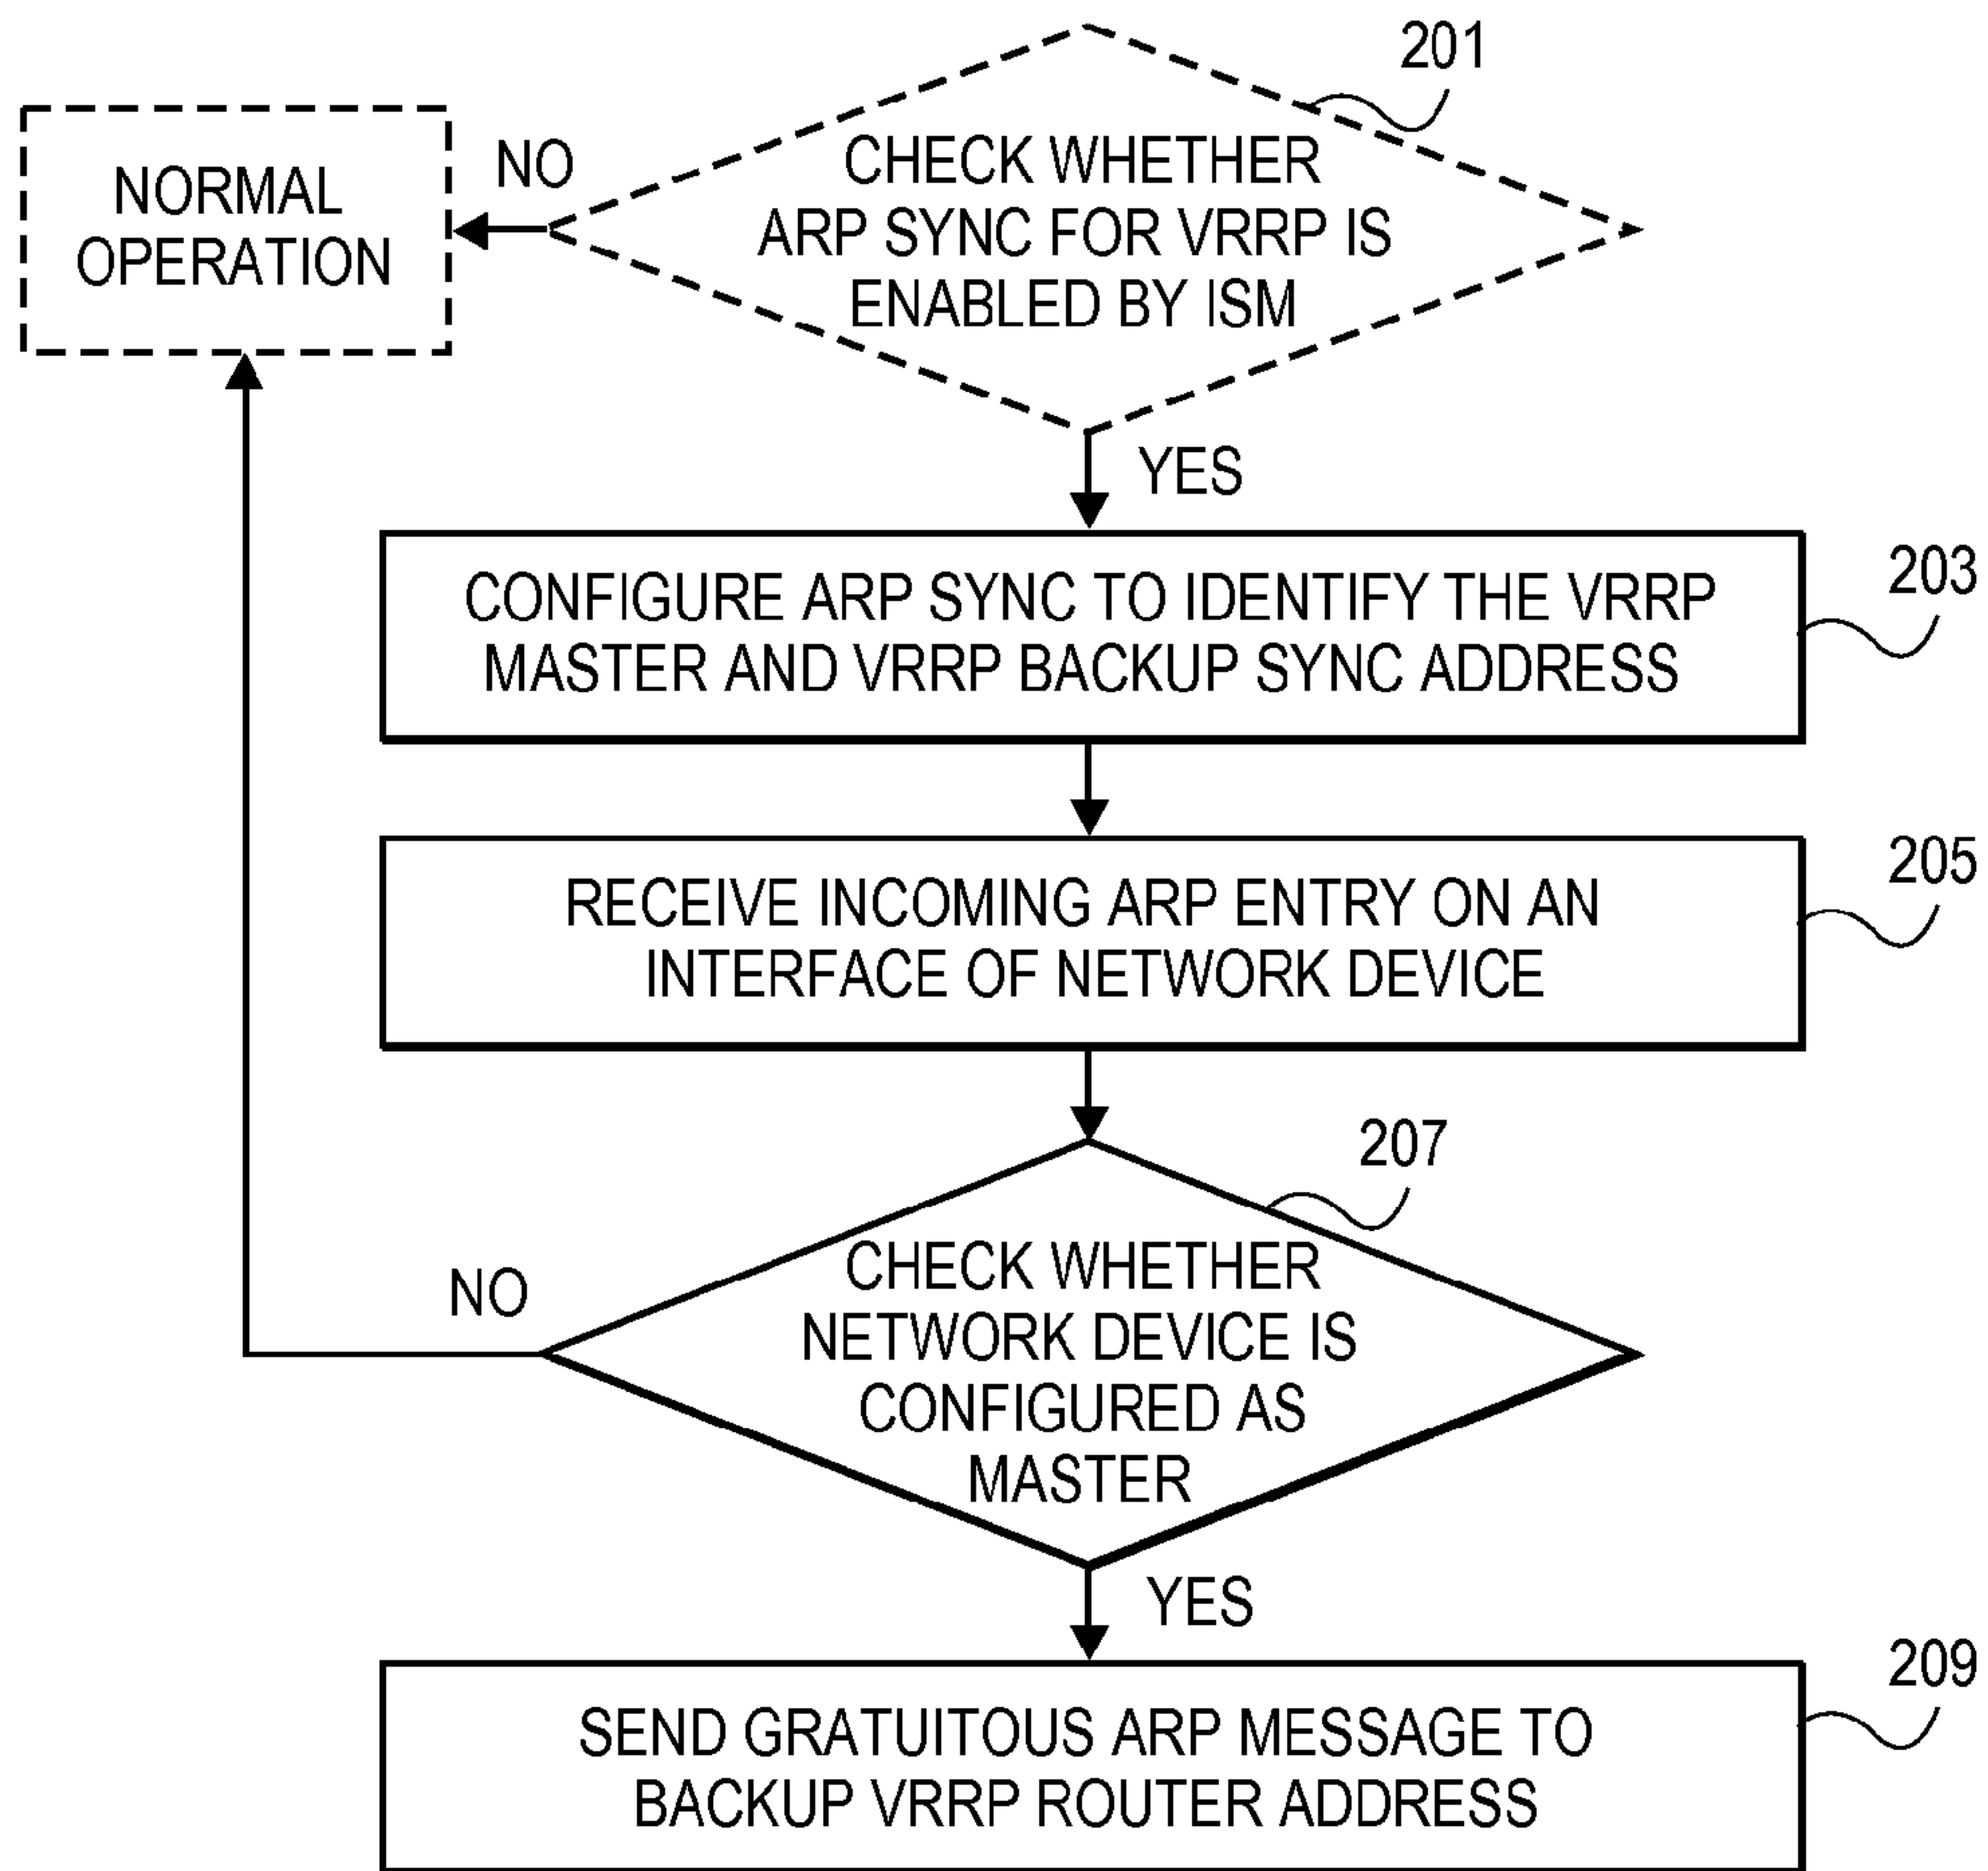 201
CHECK WHETHER
ARP SYNC FOR VRRP IS
ENABLED BY ISM
NO
NORMAL
OPERATION
YES
203
CONFIGURE ARP SYNC TO IDENTIFY THE VRRP
MASTER AND VRRP BACKUP SYNC ADDRESS
205
RECEIVE INCOMING ARP ENTRY ON AN
INTERFACE OF NETWORK DEVICE
207
CHECK WHETHER
NETWORK DEVICE IS
CONFIGURED AS
MASTER
NO
YES
209
SEND GRATUITOUS ARP MESSAGE TO
BACKUP VRRP ROUTER ADDRESS